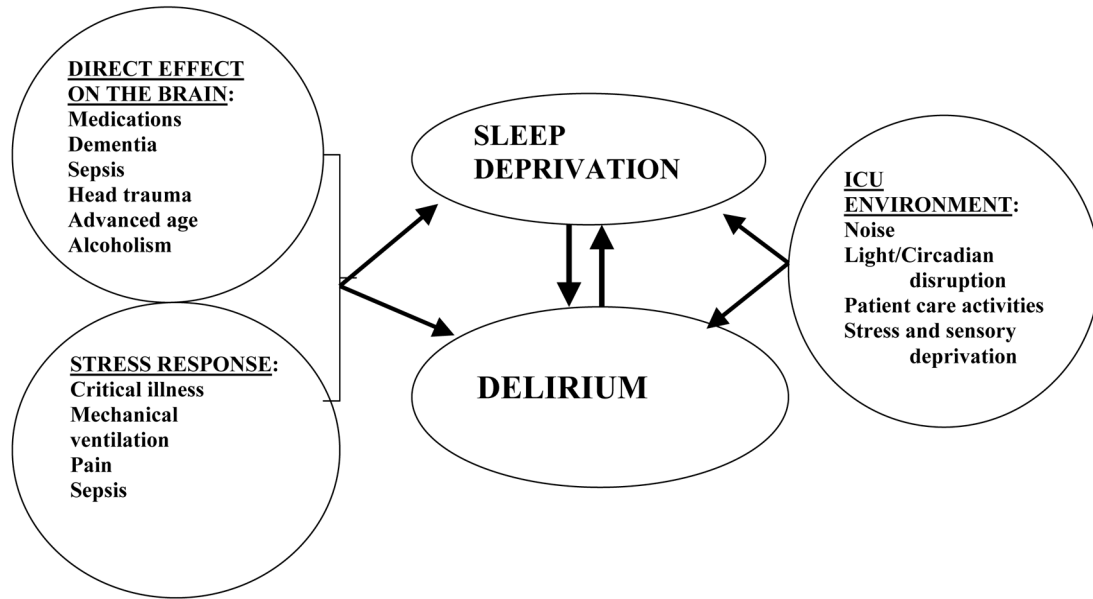 DIRECT EFFECT
ON THE BRAIN:
Medications
Dementia
Sepsis
Head trauma
Advanced age
Alcoholism
STRESS RESPONSE:
Critical illness
Mechanical
ventilation
Pain
Sepsis
SLEEP
DEPRIVATION
DELIRIUM
ICU
ENVIRONMENT:
Noise
Light/Circadian
disruption
Patient care activities
Stress and sensory
deprivation